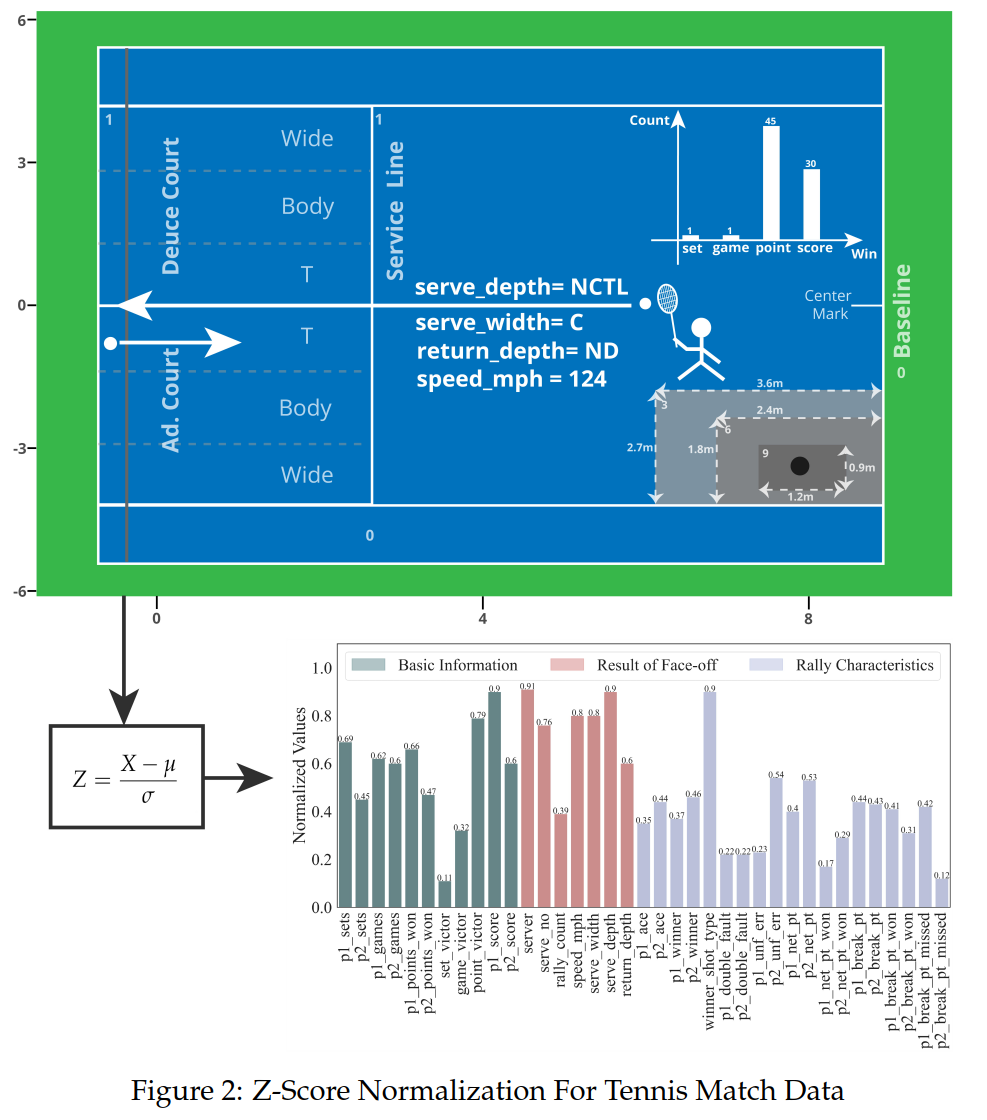 6
3
0
-3
-6
0
4
8
1
Deuce Court
Wide
Body
T
Ad. Court
T
Body
Wide
1
Service Line
0
Count
45
30
1
1
set game point score
Win
serve_depth= NCTL
serve_width= C
return_depth= ND
speed_mph = 124
Center
Mark
Baseline
0
3.6m
3
2.4m
6
2.7m
1.8m
9
0.9m
1.2m
Z = X − μ / σ
Normalized Values
1.0
0.8
0.6
0.4
0.2
0.0
Basic Information
Result of Face-off
Rally Characteristics
0.69
0.45
0.62
0.6
0.66
0.47
0.11
0.32
0.79
0.9
0.6
0.91
0.76
0.39
0.8
0.8
0.9
0.6
0.35
0.44
0.37
0.46
0.9
0.22
0.22
0.23
0.54
0.4
0.53
0.17
0.29
0.44
0.43
0.41
0.31
0.42
0.12
p1_sets
p2_sets
p1_games
p2_games
p1_points_won
p2_points_won
set_victor
game_victor
point_victor
p1_score
p2_score
server
serve_no
rally_count
speed_mph
serve_width
serve_depth
return_depth
p1_ace
p2_ace
p1_winner
p2_winner
winner_shot_type
p1_double_fault
p2_double_fault
p1_unf_err
p2_unf_err
p1_net_pt
p2_net_pt
p1_net_pt_won
p2_net_pt_won
p1_break_pt
p2_break_pt
p1_break_pt_won
p2_break_pt_won
p1_break_pt_missed
p2_break_pt_missed
Figure 2: Z-Score Normalization For Tennis Match Data